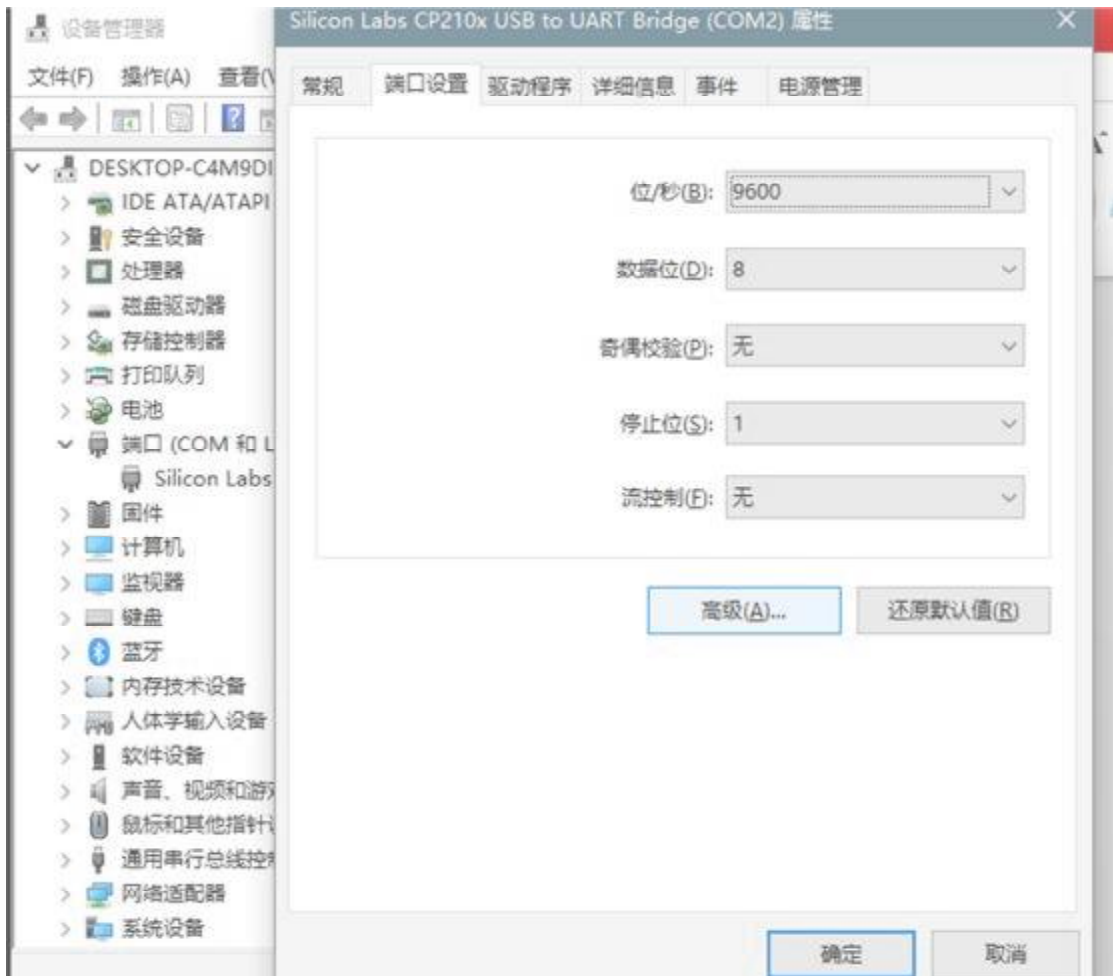 设备管理器
文件(F) 操作(A) 查看(V
DESKTOP-C4M9DI
IDE ATA/ATAPI
安全设备
处理器
磁盘驱动器
存储控制器
打印队列
电池
端口 (COM 和 L
Silicon Labs
固件
计算机
监视器
键盘
蓝牙
内存技术设备
人体学输入设备
软件设备
声音、视频和游戏
鼠标和其他指针设
通用串行总线控制
网络适配器
系统设备
Silicon Labs CP210x USB to UART Bridge (COM2) 属性
常规 端口设置 驱动程序 详细信息 事件 电源管理
位/秒(B): 9600
数据位(D): 8
奇偶校验(P): 无
停止位(S): 1
流控制(F): 无
高级(A)... 还原默认值(R)
确定 取消